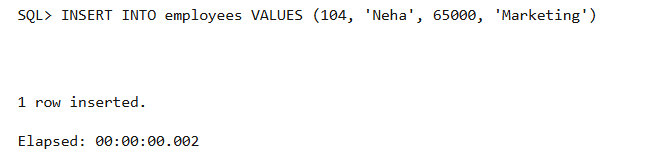 SQL> INSERT INTO employees VALUES (104, 'Neha', 65000, 'Marketing')
1 row inserted.
Elapsed: 00:00:00.002